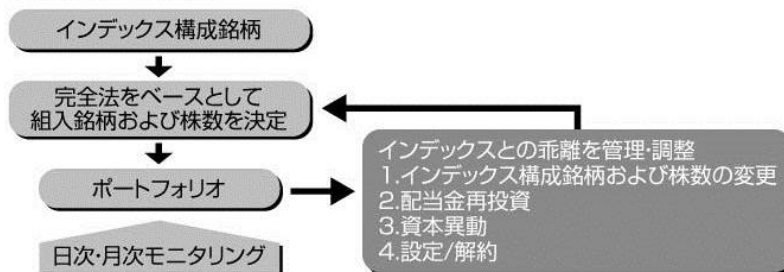 インデックス構成銘柄
完全法をベースとして
組入銘柄および株数を決定
ポートフォリオ
日次・月次モニタリング
インデックスとの乖離を管理・調整
1.インデックス構成銘柄および株数の変更
2.配当金再投資
3.資本異動
4.設定/解約